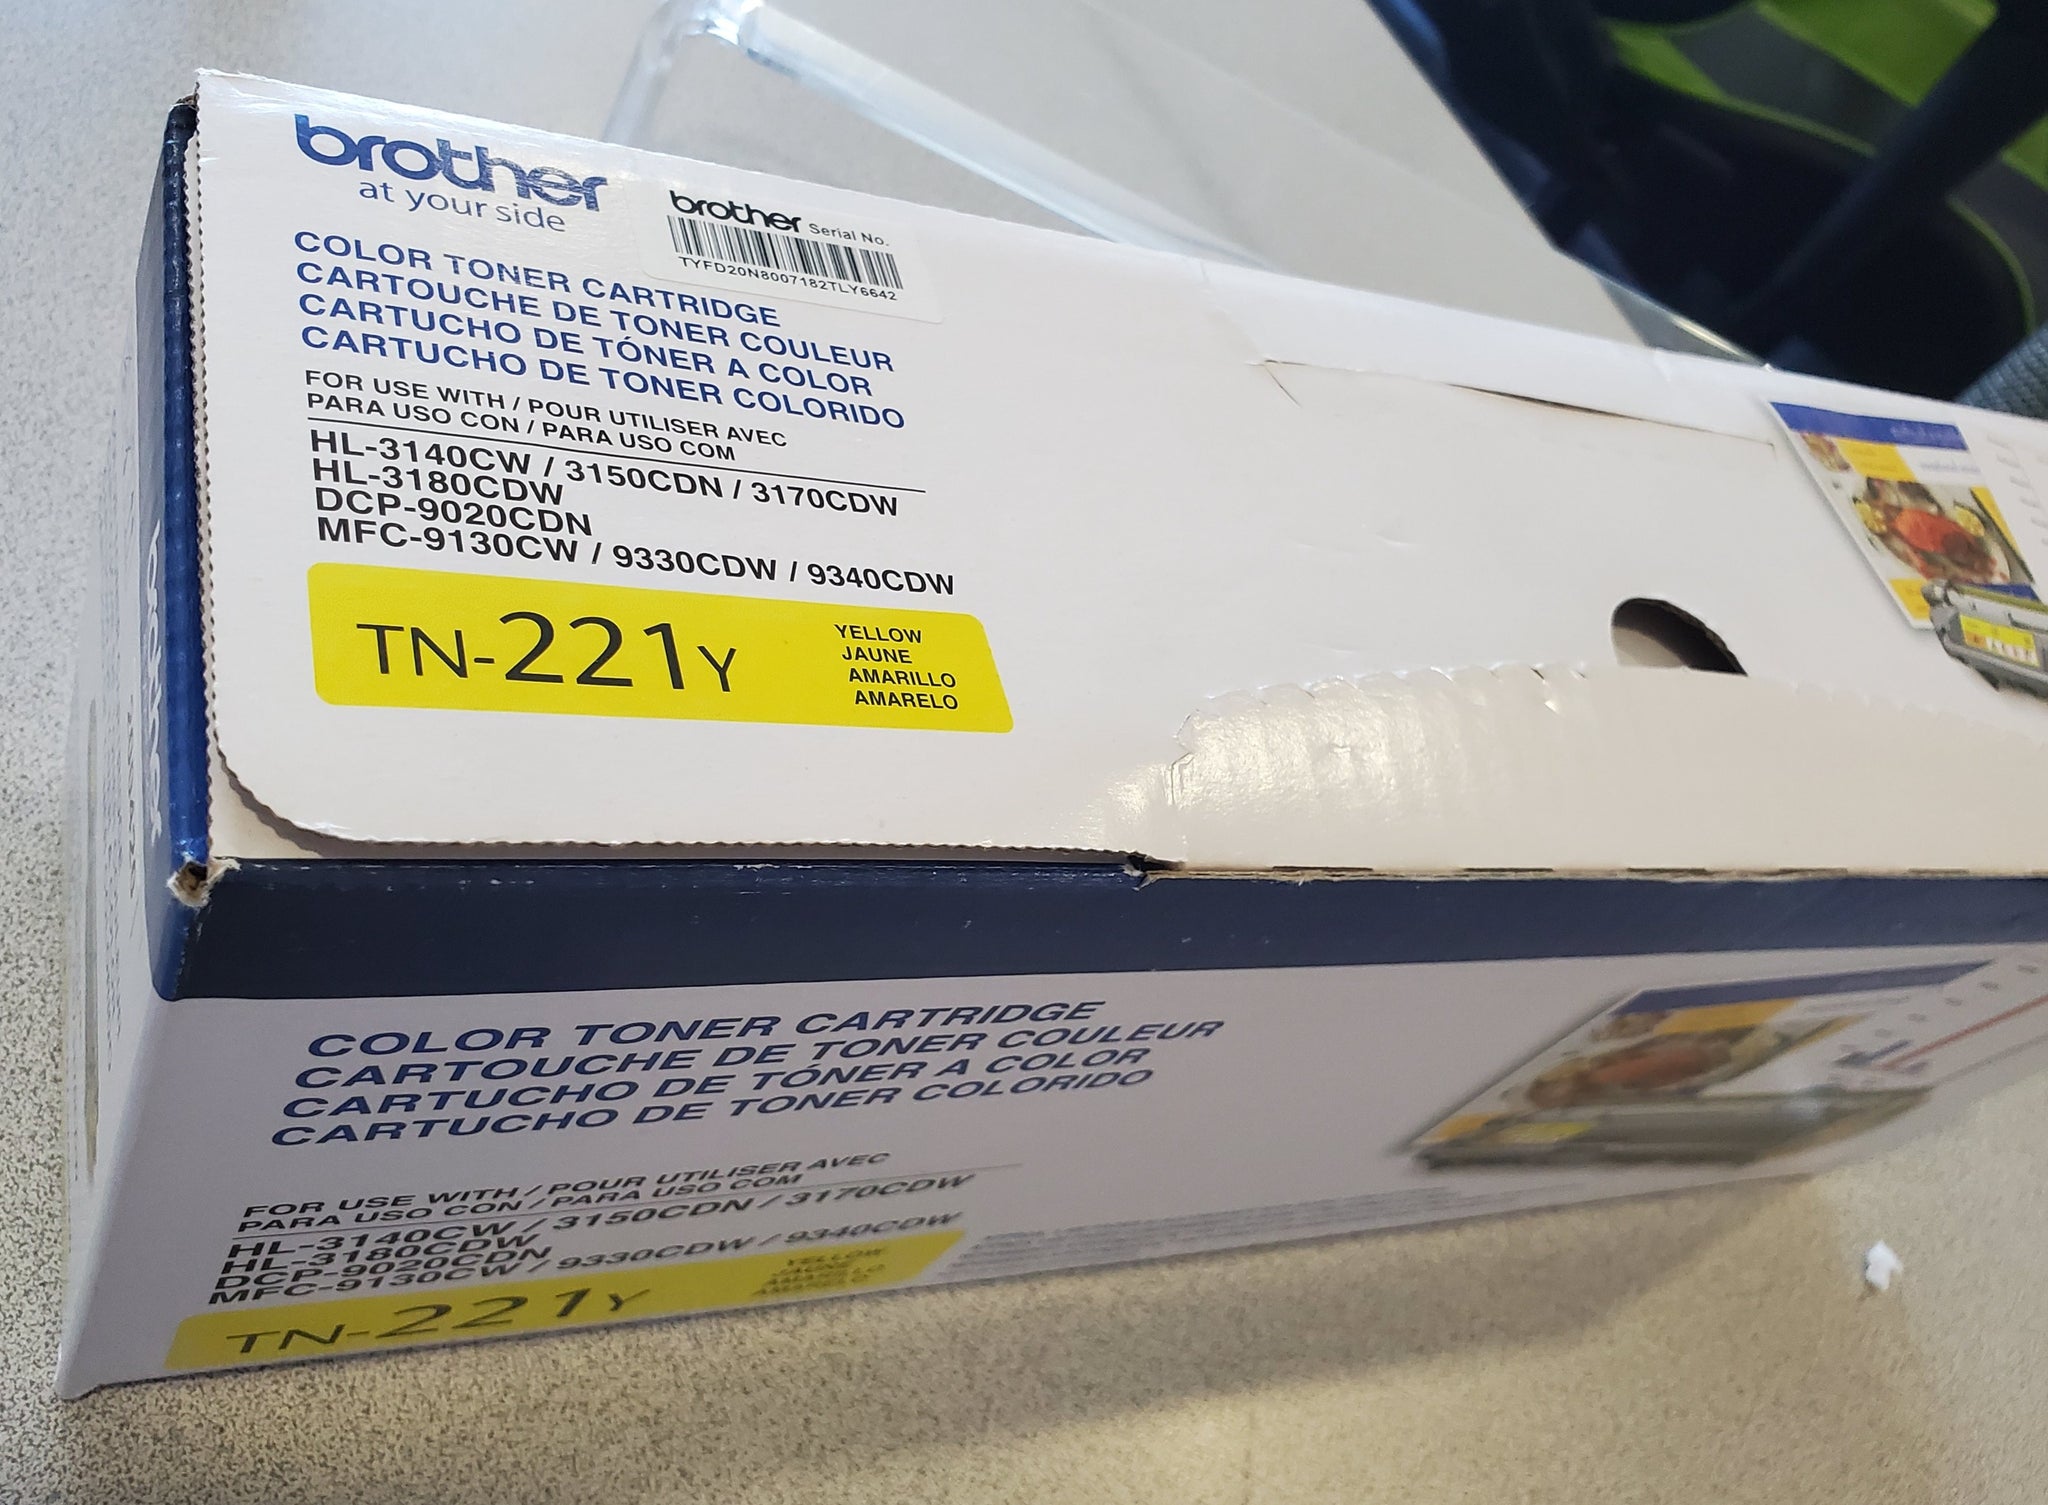 brother
at your side
brother Serial No.
TYFD20N8007182TLY6642
COLOR TONER CARTRIDGE
CARTOUCHE DE TONER COULEUR
CARTUCHO DE TÓNER A COLOR
CARTUCHO DE TONER COLORIDO
FOR USE WITH / POUR UTILISER AVEC
PARA USO CON / PARA USO COM
HL-3140CW / 3150CDN / 3170CDW
HL-3180CDW
DCP-9020CDN
MFC-9130CW / 9330CDW / 9340CDW
TN-221Y
YELLOW
JAUNE
AMARILLO
AMARELO
brother
COLOR TONER CARTRIDGE
CARTOUCHE DE TONER COULEUR
CARTUCHO DE TÓNER A COLOR
CARTUCHO DE TONER COLORIDO
FOR USE WITH / POUR UTILISER AVEC
PARA USO CON / PARA USO COM
HL-3140CW / 3150CDN / 3170CDW
HL-3180CDW
DCP-9020CDN
MFC-9130CW / 9330CDW / 9340CDW
TN-221Y
YELLOW
JAUNE
AMARILLO
AMARELO